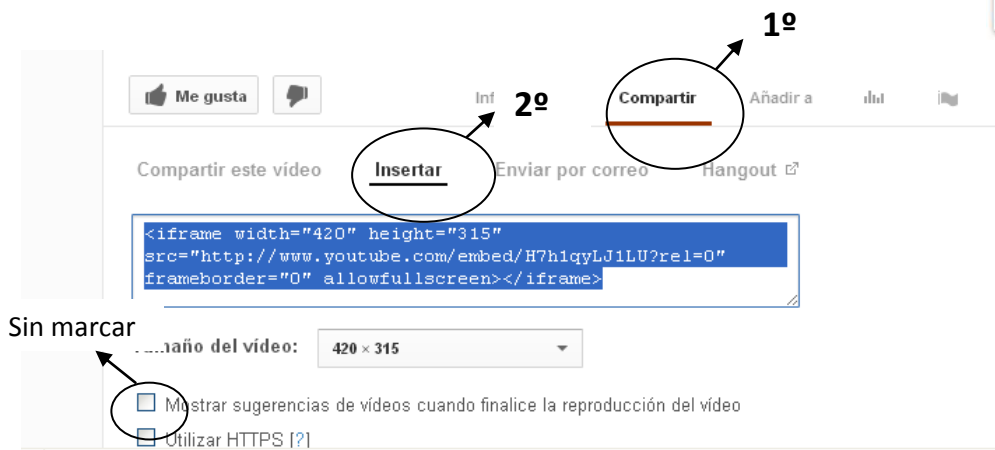 1º
Me gusta Inf 2º Compartir Añadir a
Compartir este vídeo Insertar Enviar por correo Hangout
<iframe width="420" height="315"
src="http://www.youtube.com/embed/H7h1qyLJ1LU?rel=0"
frameborder="0" allowfullscreen></iframe>
Sin marcar
Tamaño del vídeo: 420 × 315
Mostrar sugerencias de vídeos cuando finalice la reproducción del vídeo
Utilizar HTTPS [?]